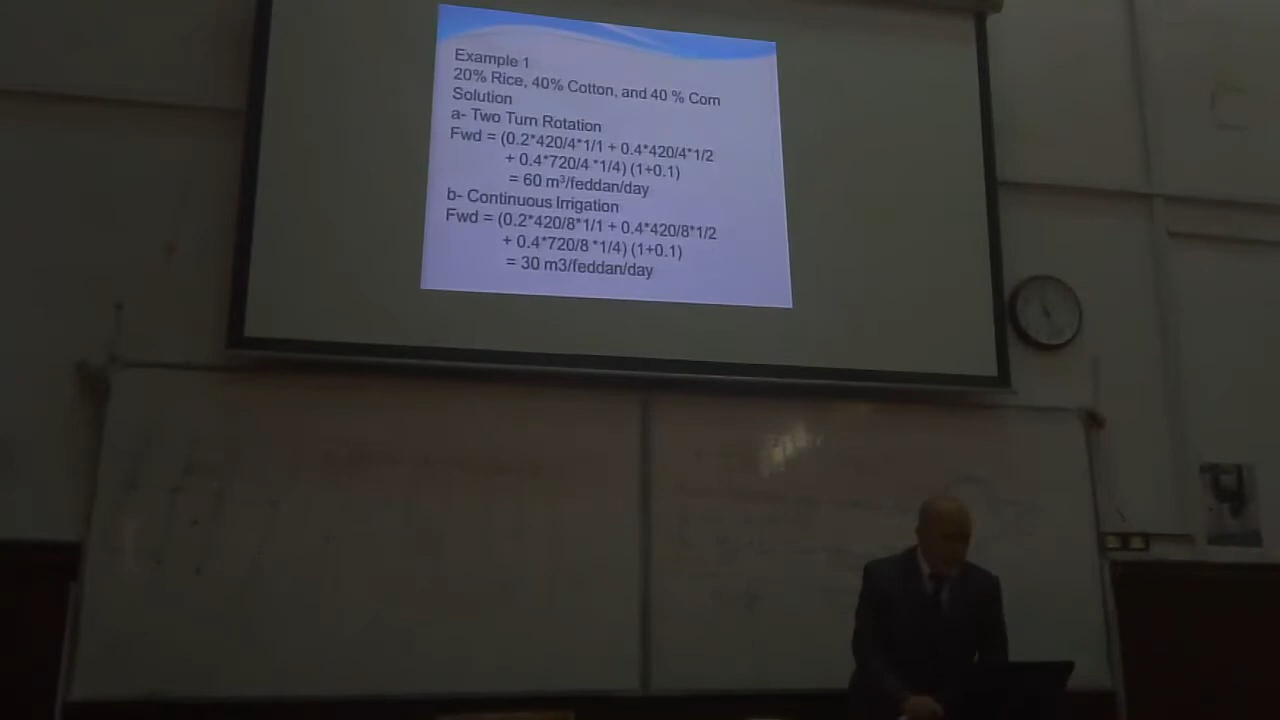 Example 1
20% Rice, 40% Cotton, and 40 % Corn
Solution
a- Two Turn Rotation
Fwd = (0.2*420/4*1/1 + 0.4*420/4*1/2
+ 0.4*720/4 *1/4) (1+0.1)
= 60 m³/feddan/day
b- Continuous Irrigation
Fwd = (0.2*420/8*1/1 + 0.4*420/8*1/2
+ 0.4*720/8 *1/4) (1+0.1)
= 30 m3/feddan/day